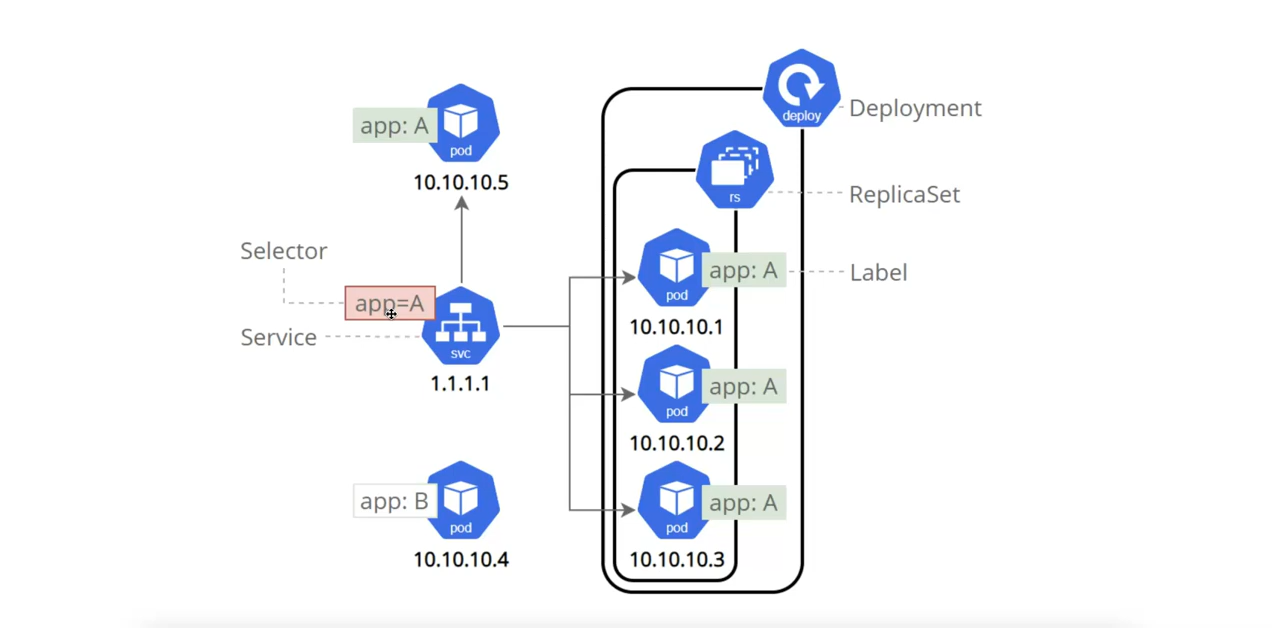 deploy
Deployment
app: A
pod
10.10.10.5
rs
ReplicaSet
Selector
app=A
Service
svc
1.1.1.1
app: A
Label
pod
10.10.10.1
app: A
pod
10.10.10.2
app: B
pod
10.10.10.4
app: A
pod
10.10.10.3